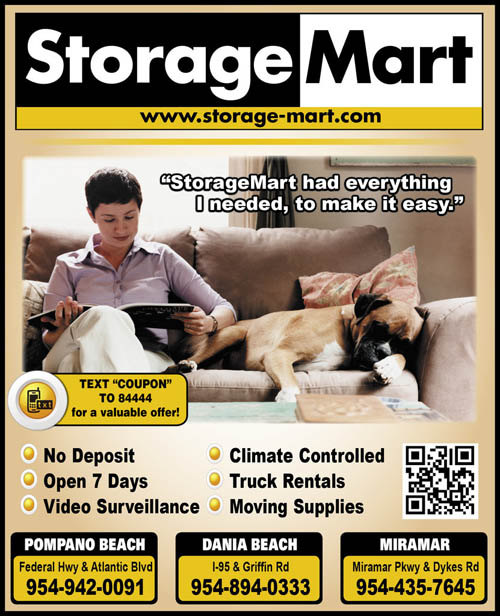 StorageMart
www.storage-mart.com
“StorageMart had everything
I needed, to make it easy.”
txt
TEXT “COUPON”
TO 84444
for a valuable offer!
No Deposit
Open 7 Days
Video Surveillance
Climate Controlled
Truck Rentals
Moving Supplies
POMPANO BEACH
Federal Hwy & Atlantic Blvd
954-942-0091
DANIA BEACH
I-95 & Griffin Rd
954-894-0333
MIRAMAR
Miramar Pkwy & Dykes Rd
954-435-7645